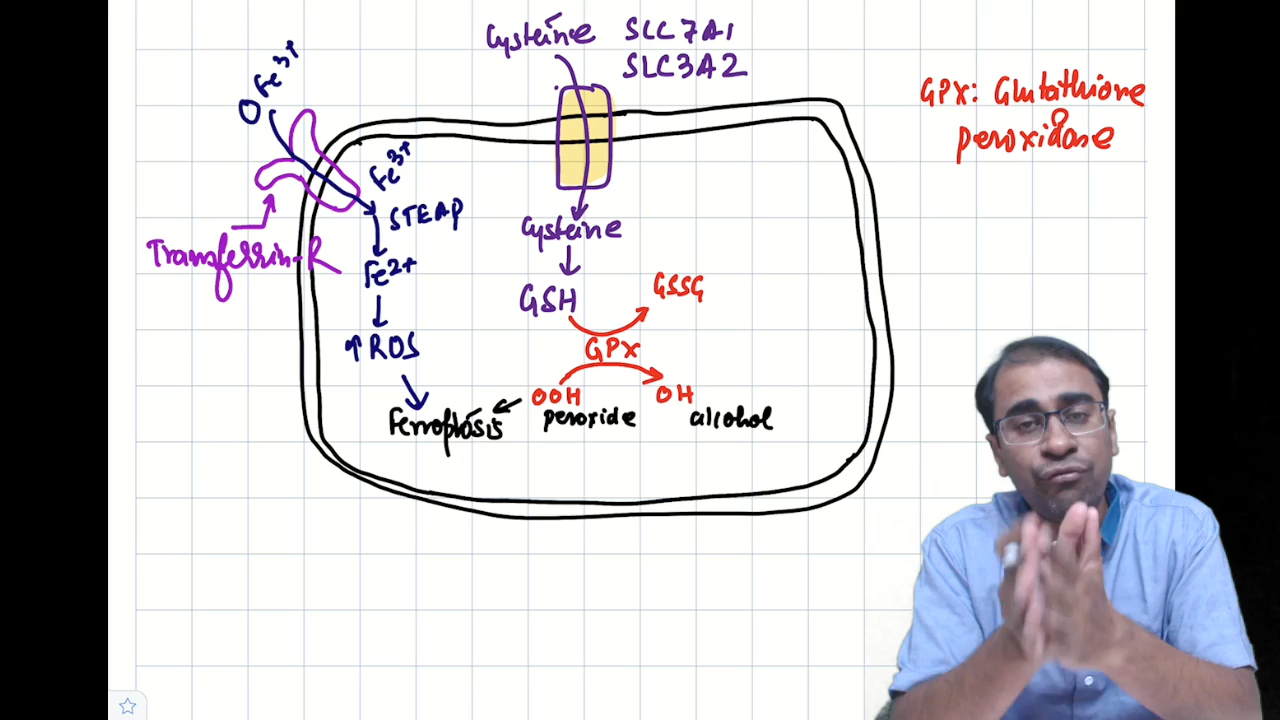 Cysteine SLC7A1
SLC3A2
GPX: Glutathione
peroxidase
Fe3+
Fe3+
STEAP
Transferrin-R
Fe2+
↑ROS
Ferroptosis
Cysteine
GSH
GSSG
GPX
OOH
OH
peroxide
alcohol